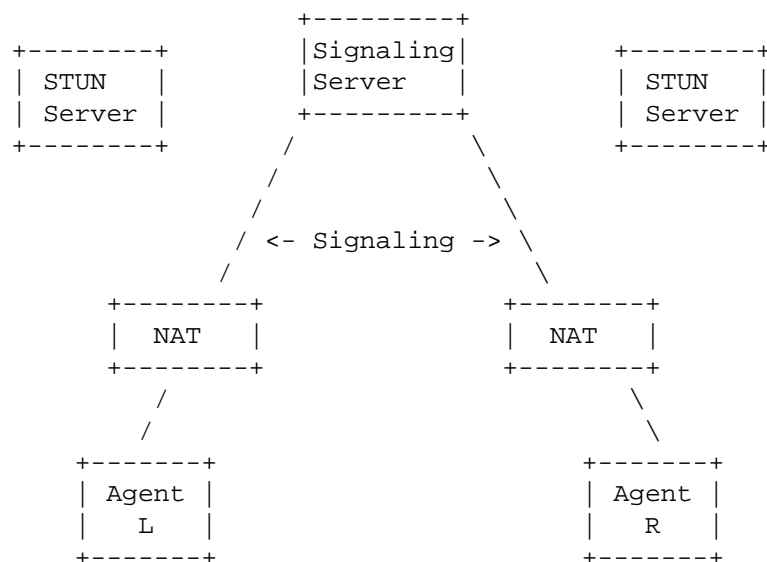 Signaling
Server
STUN
Server
STUN
Server
<- Signaling ->
NAT
NAT
Agent
L
Agent
R